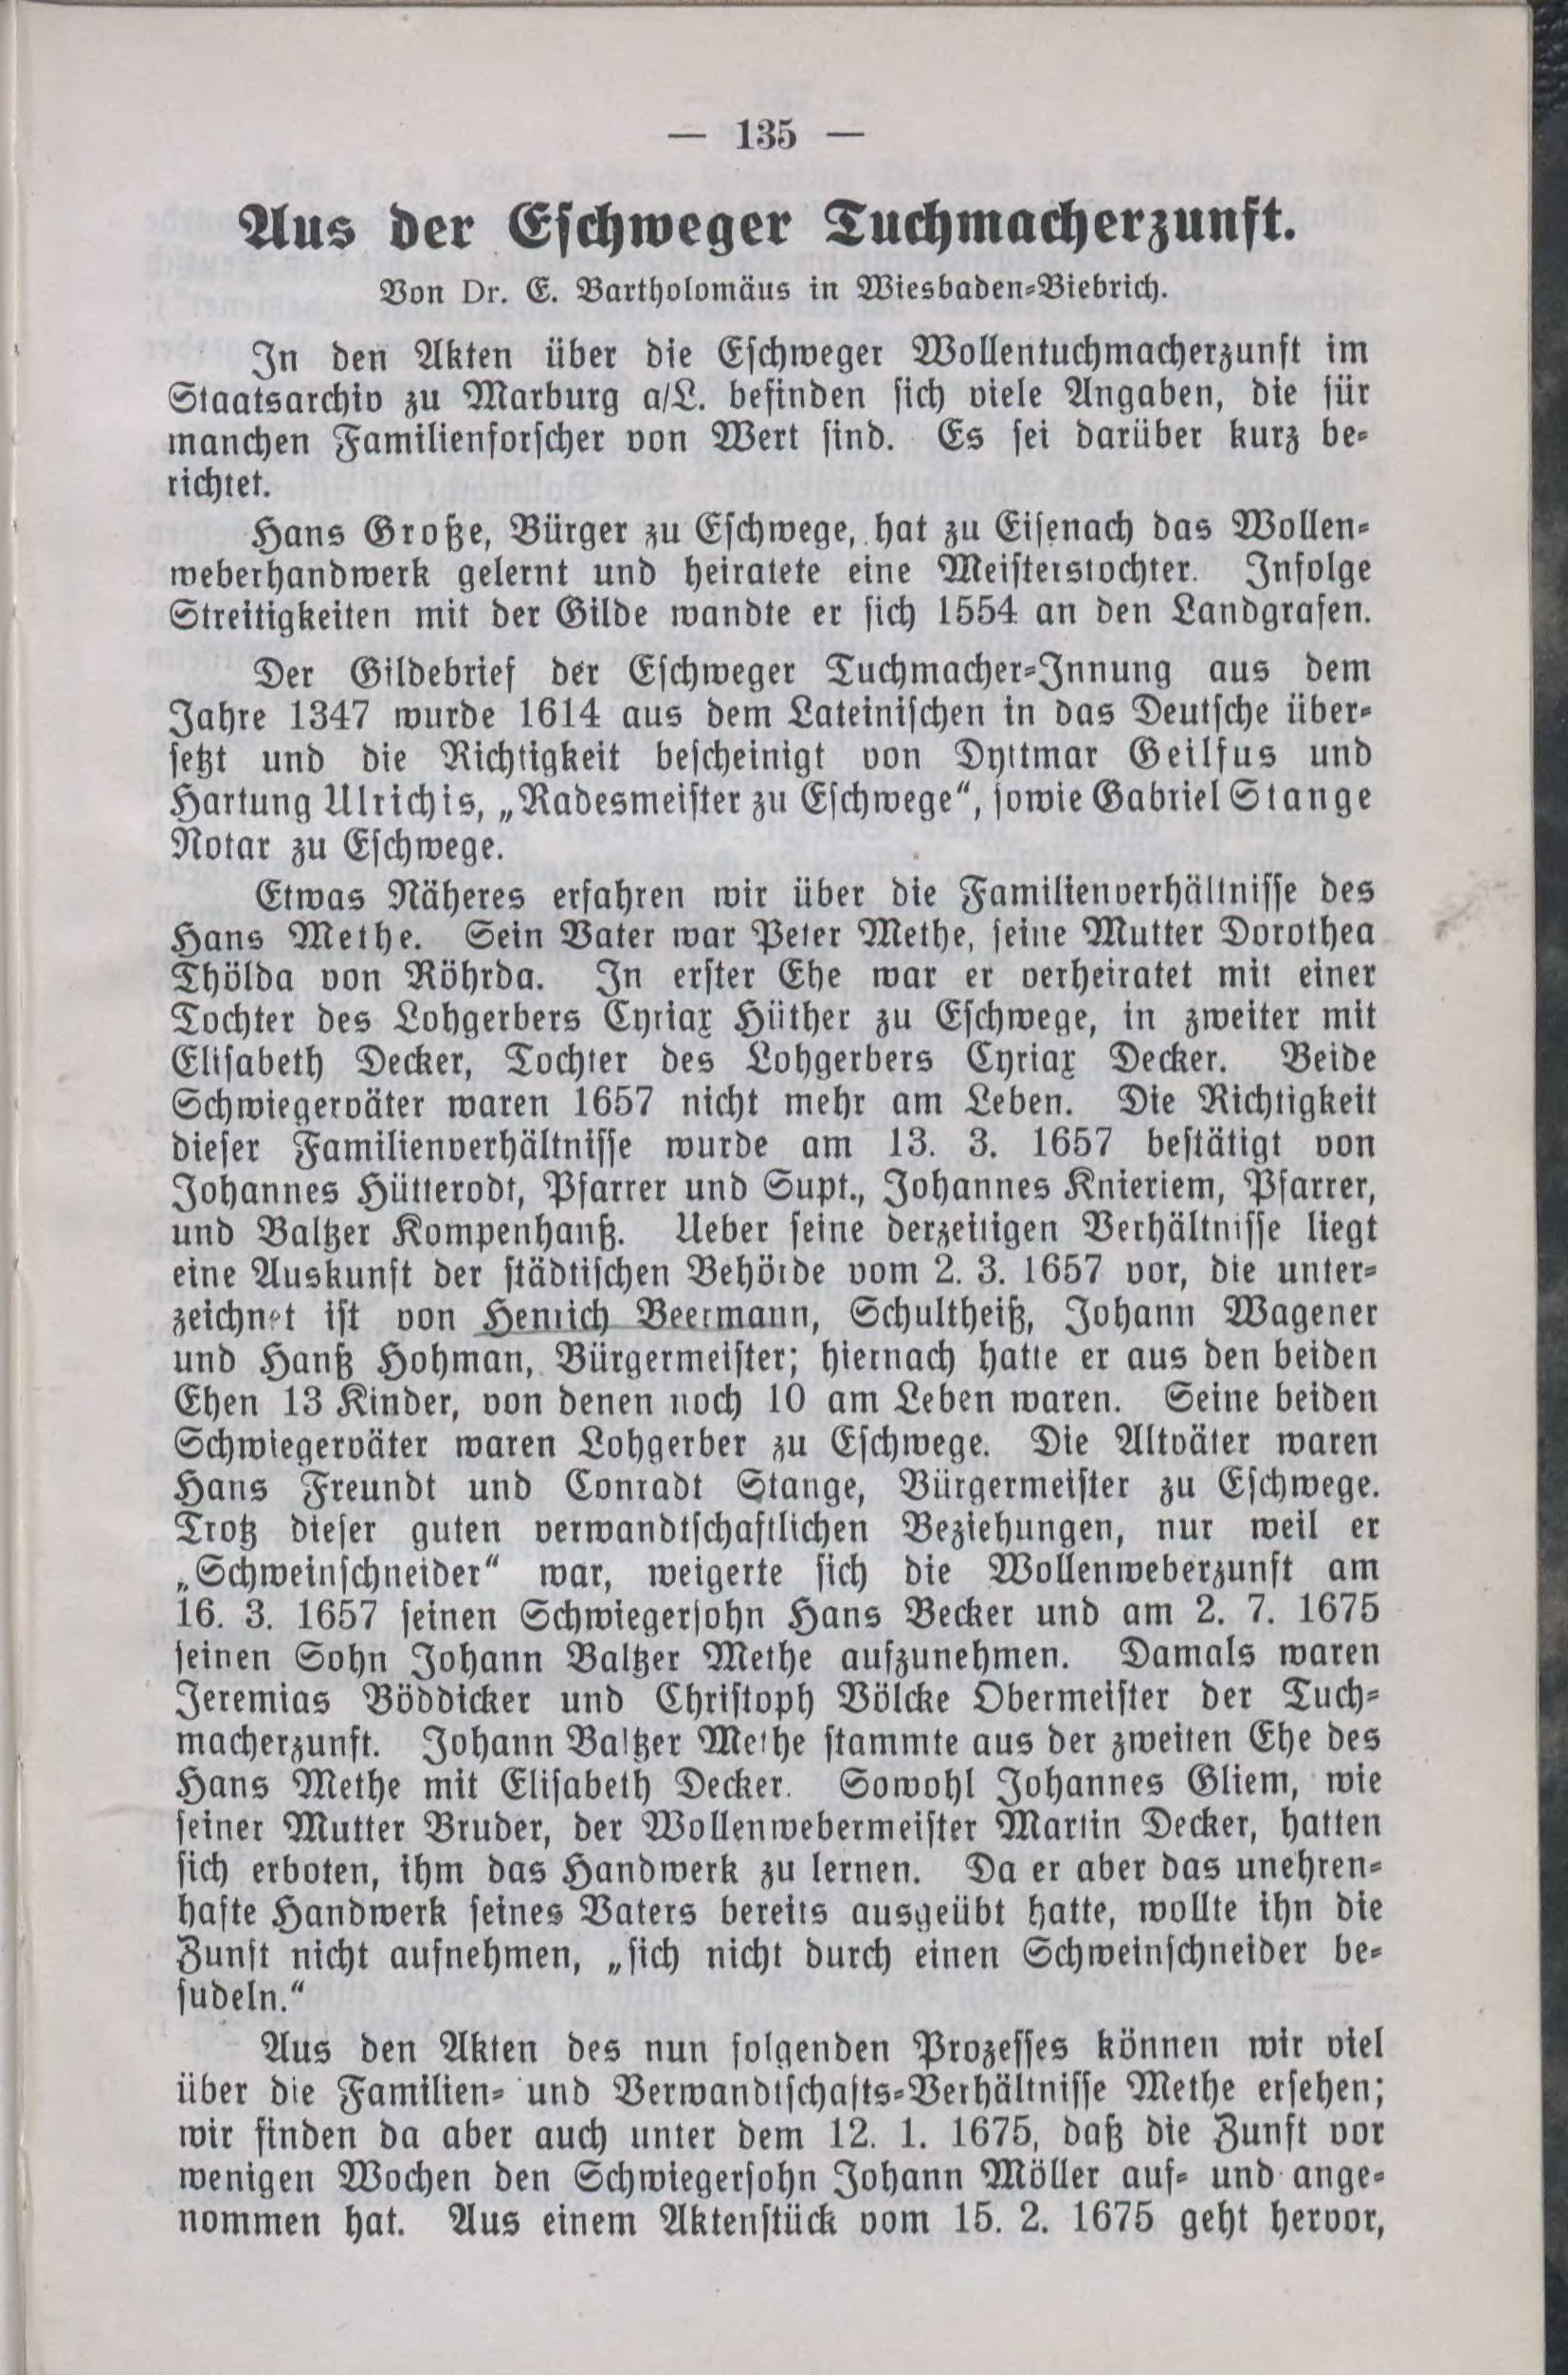 — 135 —
Aus der Eschweger Tuchmacherzunft.
Von Dr. E. Bartholomäus in Wiesbaden-Biebrich.
In den Akten über die Eschweger Wollentuchmacherzunft im
Staatsarchiv zu Marburg a/L. befinden sich viele Angaben, die für
manchen Familienforscher von Wert sind. Es sei darüber kurz be-
richtet.
Hans Große, Bürger zu Eschwege, hat zu Eisenach das Wollen-
weberhandwerk gelernt und heiratete eine Meisterstochter. Infolge
Streitigkeiten mit der Gilde wandte er sich 1554 an den Landgrafen.
Der Gildebrief der Eschweger Tuchmacher-Innung aus dem
Jahre 1347 wurde 1614 aus dem Lateinischen in das Deutsche über-
setzt und die Richtigkeit bescheinigt von Dyttmar Geilfus und
Hartung Ulrichis, „Radesmeister zu Eschwege“, sowie Gabriel Stange
Notar zu Eschwege.
Etwas Näheres erfahren wir über die Familienverhältnisse des
Hans Methe. Sein Vater war Peter Methe, seine Mutter Dorothea
Thölda von Röhrda. In erster Ehe war er verheiratet mit einer
Tochter des Lohgerbers Cyriax Hüther zu Eschwege, in zweiter mit
Elisabeth Decker, Tochter des Lohgerbers Cyriax Decker. Beide
Schwiegerväter waren 1657 nicht mehr am Leben. Die Richtigkeit
dieser Familienverhältnisse wurde am 13. 3. 1657 bestätigt von
Johannes Hütterodt, Pfarrer und Supt., Johannes Knieriem, Pfarrer,
und Baltzer Kompenhanß. Ueber seine derzeitigen Verhältnisse liegt
eine Auskunft der städtischen Behörde vom 2. 3. 1657 vor, die unter-
zeichnet ist von Henrich Beermann, Schultheiß, Johann Wagener
und Hanß Hohman, Bürgermeister; hiernach hatte er aus den beiden
Ehen 13 Kinder, von denen noch 10 am Leben waren. Seine beiden
Schwiegerväter waren Lohgerber zu Eschwege. Die Altväter waren
Hans Freundt und Conradt Stange, Bürgermeister zu Eschwege.
Trotz dieser guten verwandtschaftlichen Beziehungen, nur weil er
„Schweinschneider“ war, weigerte sich die Wollenweberzunft am
16. 3. 1657 seinen Schwiegersohn Hans Becker und am 2. 7. 1675
seinen Sohn Johann Baltzer Methe aufzunehmen. Damals waren
Jeremias Böddicker und Christoph Völcke Obermeister der Tuch-
macherzunft. Johann Baltzer Methe stammte aus der zweiten Ehe des
Hans Methe mit Elisabeth Decker. Sowohl Johannes Gliem, wie
seiner Mutter Bruder, der Wollenwebermeister Martin Decker, hatten
sich erboten, ihm das Handwerk zu lernen. Da er aber das unehren-
hafte Handwerk seines Vaters bereits ausgeübt hatte, wollte ihn die
Zunft nicht aufnehmen, „sich nicht durch einen Schweinschneider be-
sudeln.“
Aus den Akten des nun folgenden Prozesses können wir viel
über die Familien- und Verwandtschafts-Verhältnisse Methe ersehen;
wir finden da aber auch unter dem 12. 1. 1675, daß die Zunft vor
wenigen Wochen den Schwiegersohn Johann Möller auf- und ange-
nommen hat. Aus einem Aktenstück vom 15. 2. 1675 geht hervor,